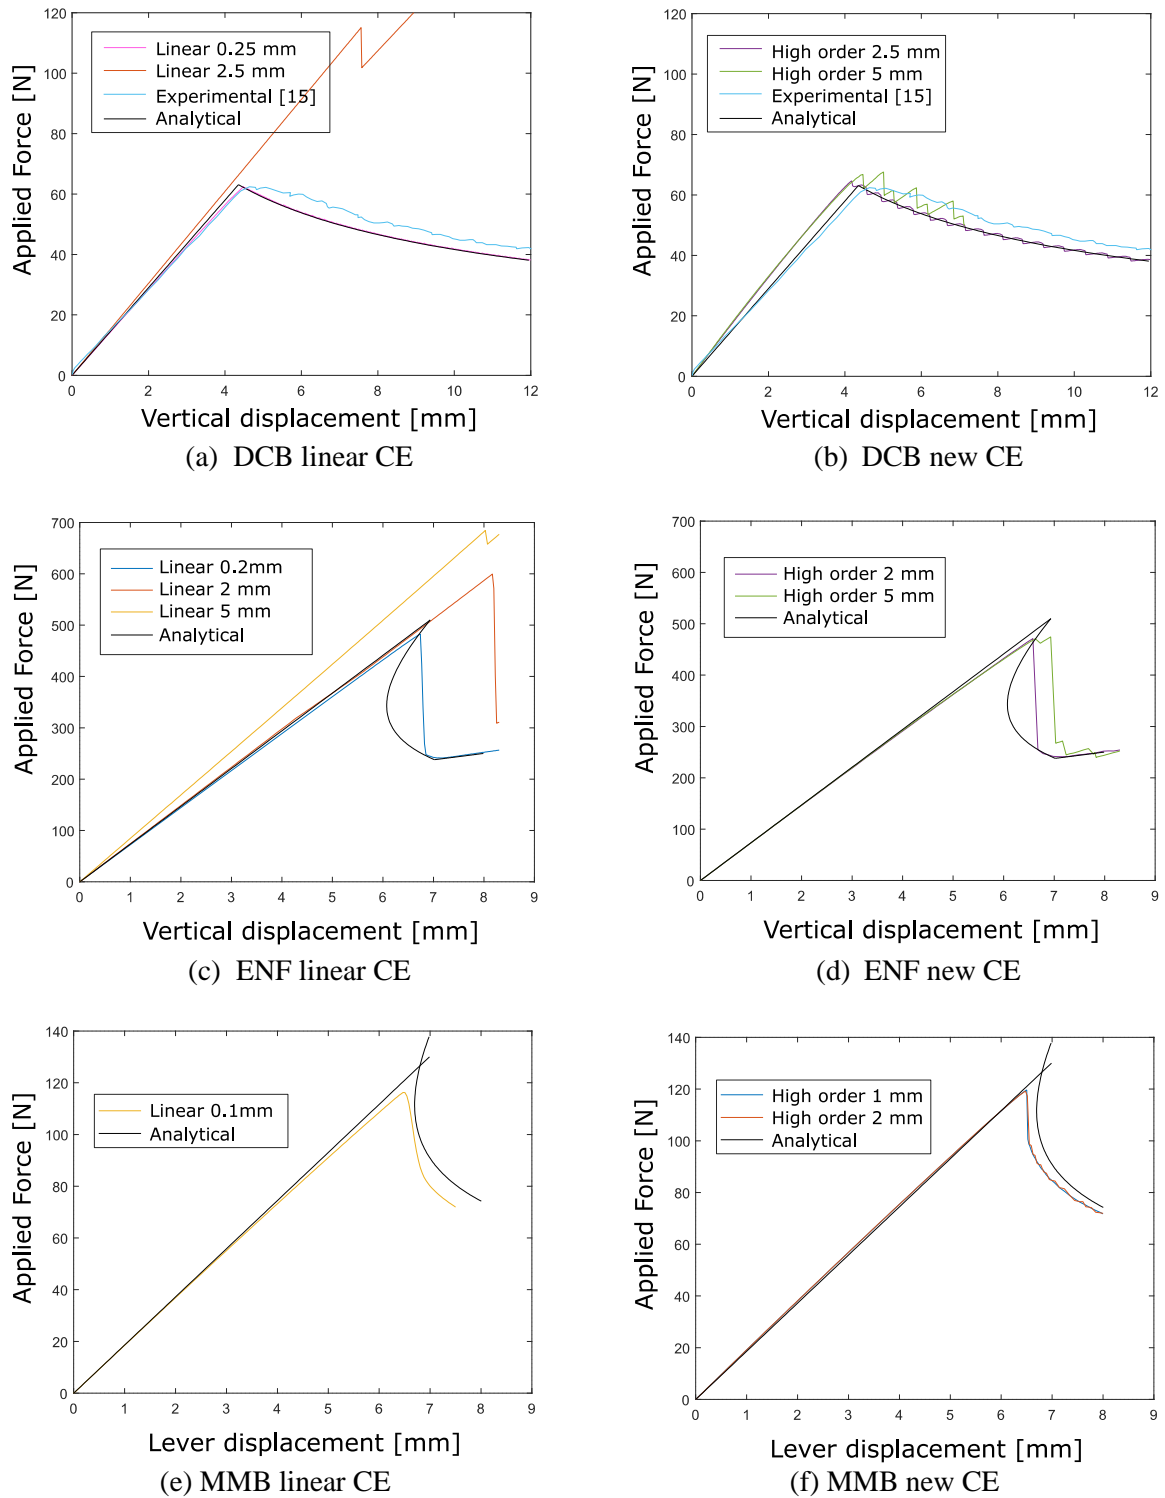 Applied Force [N]
120
100
80
60
40
20
0
Linear 0.25 mm
Linear 2.5 mm
Experimental [15]
Analytical
0 2 4 6 8 10 12
Vertical displacement [mm]
(a) DCB linear CE
Applied Force [N]
120
100
80
60
40
20
0
High order 2.5 mm
High order 5 mm
Experimental [15]
Analytical
0 2 4 6 8 10 12
Vertical displacement [mm]
(b) DCB new CE
Applied Force [N]
700
600
500
400
300
200
100
0
Linear 0.2mm
Linear 2 mm
Linear 5 mm
Analytical
0 1 2 3 4 5 6 7 8 9
Vertical displacement [mm]
(c) ENF linear CE
Applied Force [N]
700
600
500
400
300
200
100
0
High order 2 mm
High order 5 mm
Analytical
0 1 2 3 4 5 6 7 8 9
Vertical displacement [mm]
(d) ENF new CE
Applied Force [N]
140
120
100
80
60
40
20
0
Linear 0.1mm
Analytical
0 1 2 3 4 5 6 7 8 9
Lever displacement [mm]
(e) MMB linear CE
Applied Force [N]
140
120
100
80
60
40
20
0
High order 1 mm
High order 2 mm
Analytical
0 1 2 3 4 5 6 7 8 9
Lever displacement [mm]
(f) MMB new CE